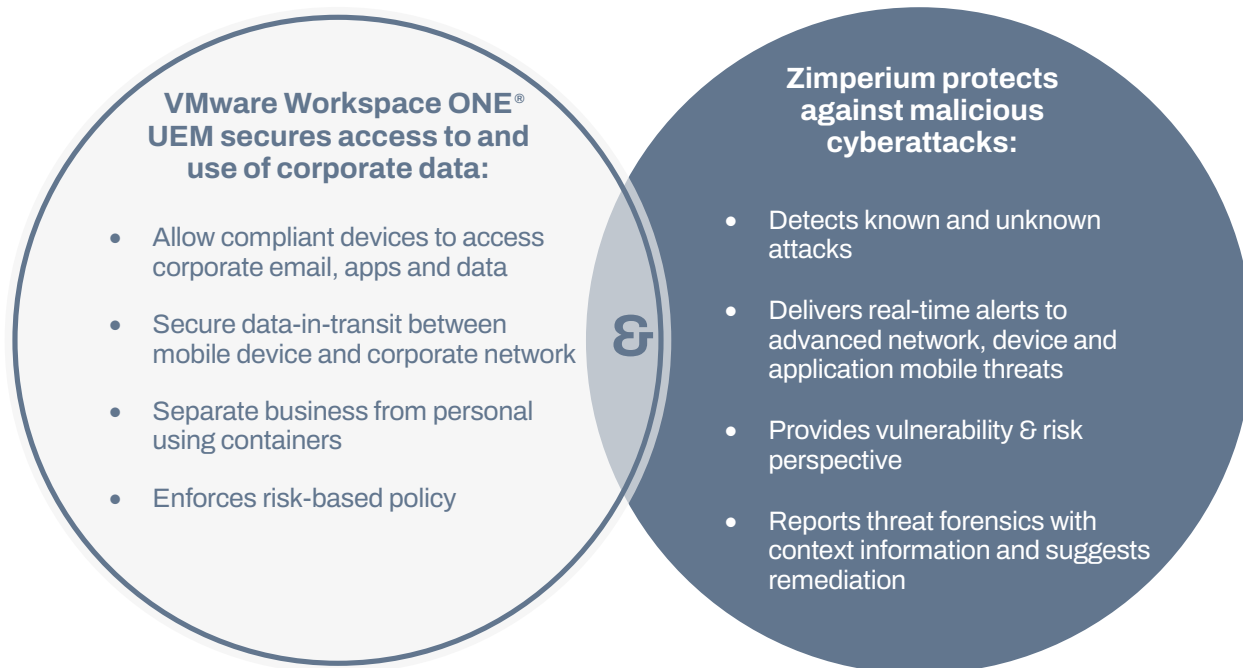 VMware Workspace ONE®
UEM secures access to and
use of corporate data:
• Allow compliant devices to access
corporate email, apps and data
• Secure data-in-transit between
mobile device and corporate network
• Separate business from personal
using containers
• Enforces risk-based policy
&
Zimperium protects
against malicious
cyberattacks:
• Detects known and unknown
attacks
• Delivers real-time alerts to
advanced network, device and
application mobile threats
• Provides vulnerability & risk
perspective
• Reports threat forensics with
context information and suggests
remediation